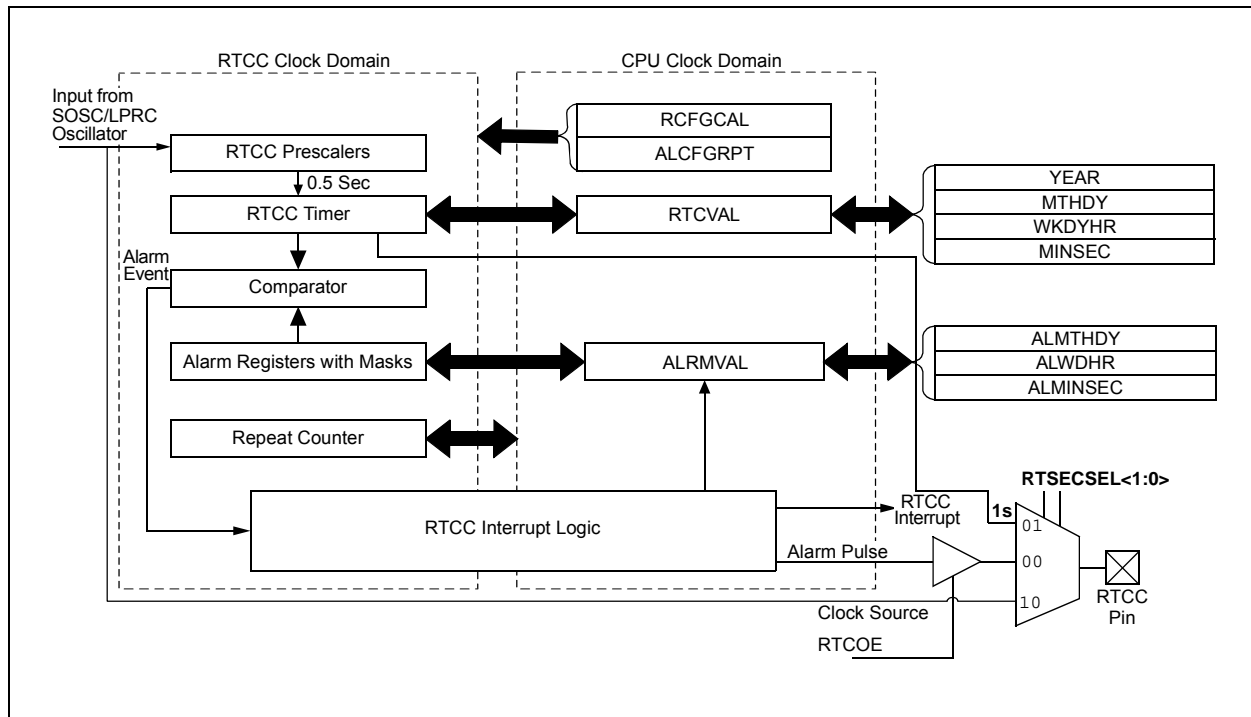 RTCC Clock Domain
CPU Clock Domain
Input from
SOSC/LPRC
Oscillator
RCFGCAL
ALCFGRPT
RTCC Prescalers
0.5 Sec
RTCC Timer
RTCVAL
YEAR
MTHDY
WKDYHR
MINSEC
Alarm
Event
Comparator
Alarm Registers with Masks
ALRMVAL
ALMTHDY
ALWDHR
ALMINSEC
Repeat Counter
RTSECSEL<1:0>
RTCC Interrupt Logic
RTCC
Interrupt
1s
01
Alarm Pulse
00
10
Clock Source
RTCOE
RTCC
Pin